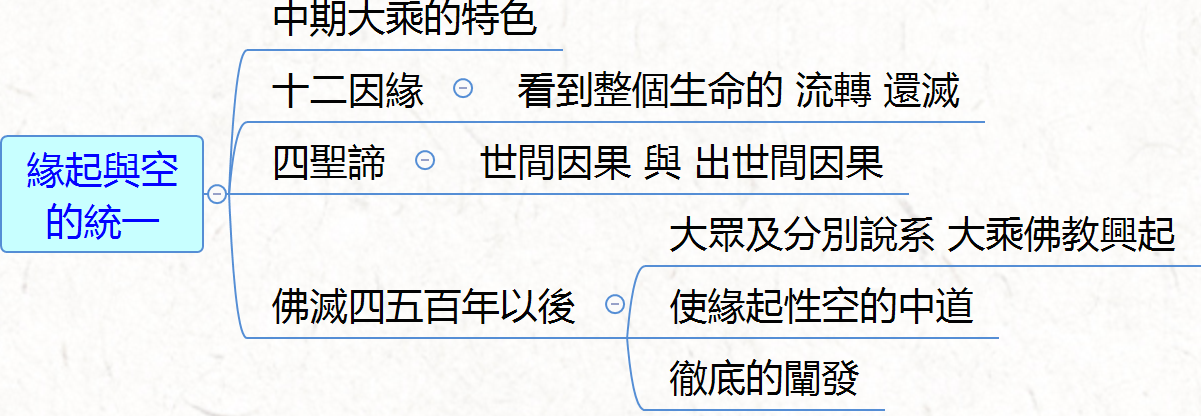 緣起與空
的統一
中期大乘的特色
十二因緣
看到整個生命的 流轉 還滅
四聖諦
世間因果 與 出世間因果
佛滅四五百年以後
大眾及分別說系 大乘佛教興起
使緣起性空的中道
徹底的闡發